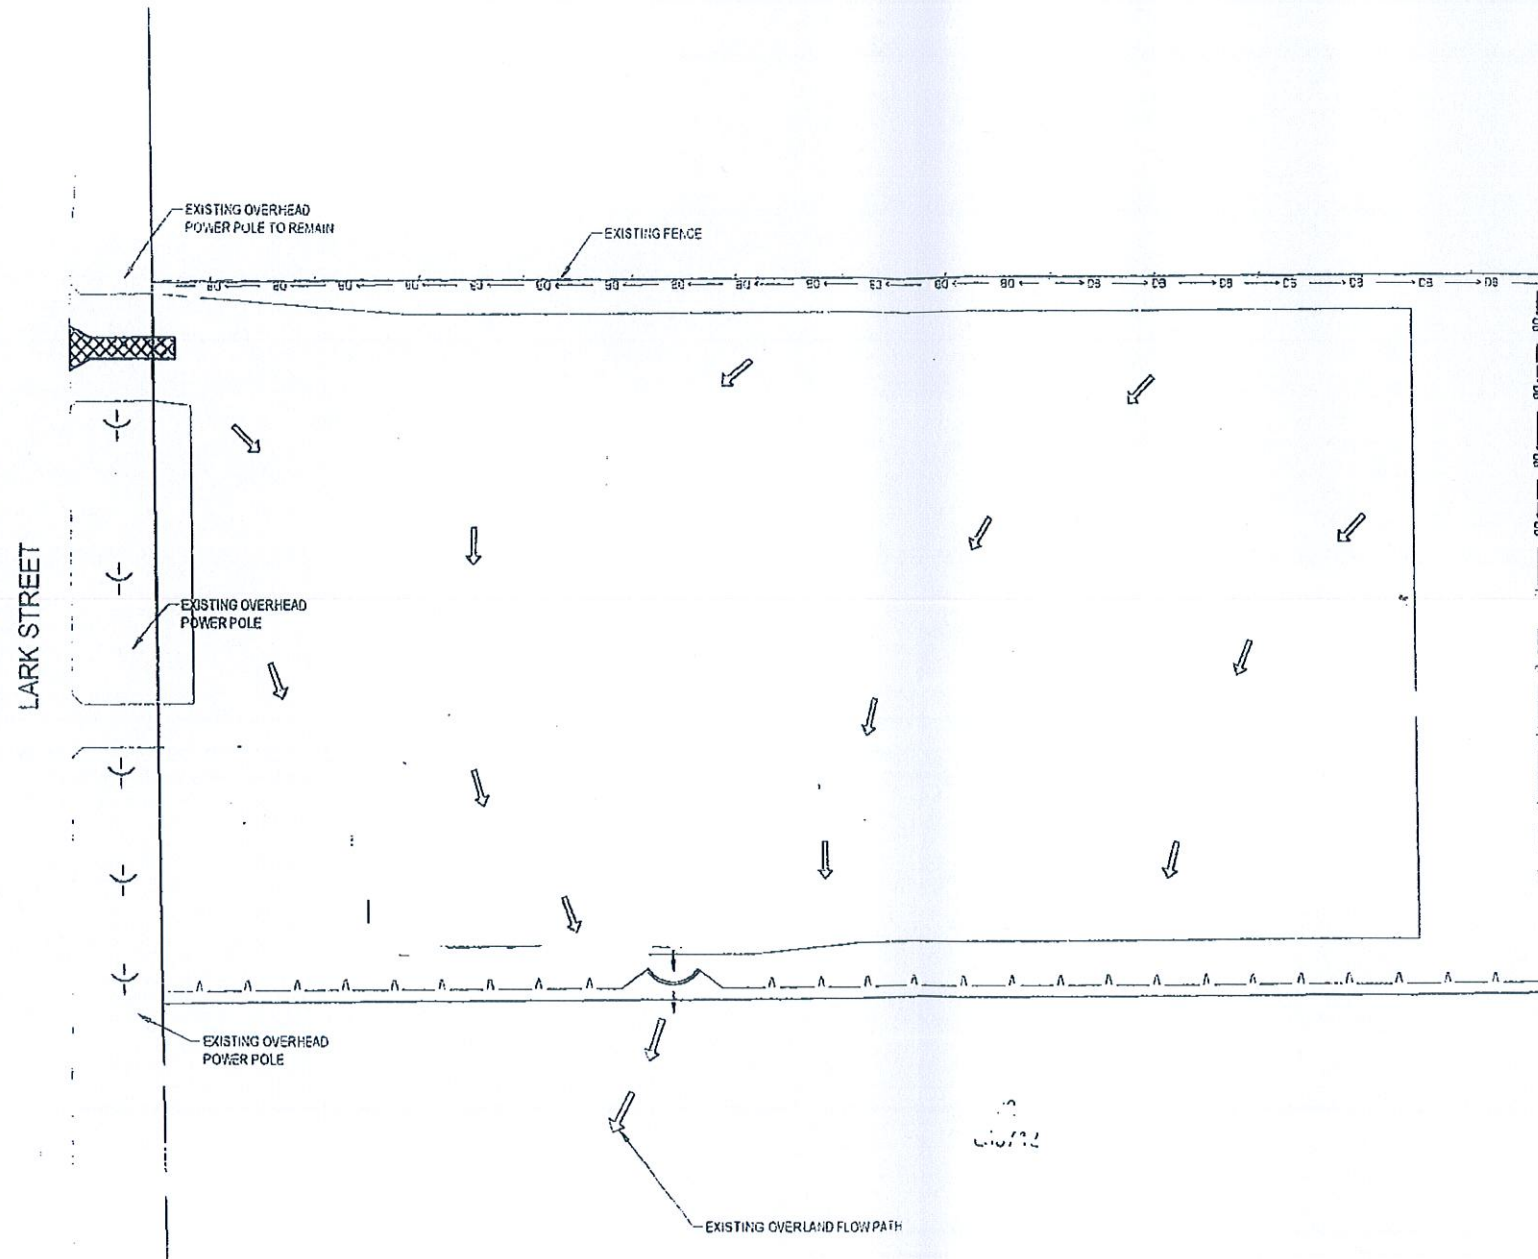 EXISTING OVERHEAD
POWER POLE TO REMAIN
EXISTING FENCE
LARK STREET
EXISTING OVERHEAD
POWER POLE
EXISTING OVERHEAD
POWER POLE
EXISTING OVERLAND FLOW PATH